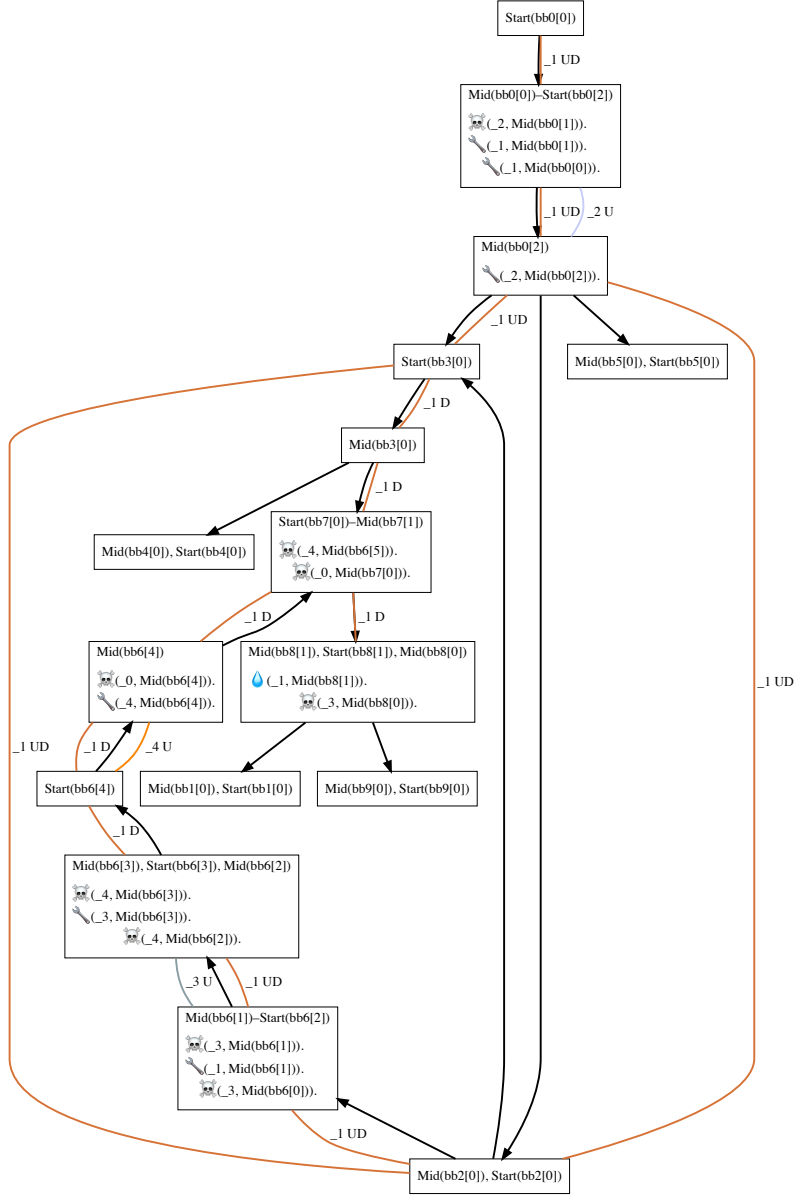 Start(bb0[0])
_1 UD
Mid(bb0[0])–Start(bb0[2])
☠(_2, Mid(bb0[1])).
🔧(_1, Mid(bb0[1])).
🔧(_1, Mid(bb0[0])).
_1 UD
_2 U
Mid(bb0[2])
🔧(_2, Mid(bb0[2])).
_1 UD
Start(bb3[0])
Mid(bb5[0]), Start(bb5[0])
_1 D
Mid(bb3[0])
_1 D
Start(bb7[0])–Mid(bb7[1])
☠(_4, Mid(bb6[5])).
☠(_0, Mid(bb7[0])).
Mid(bb4[0]), Start(bb4[0])
_1 D
_1 D
Mid(bb6[4])
☠(_0, Mid(bb6[4])).
🔧(_4, Mid(bb6[4])).
Mid(bb8[1]), Start(bb8[1]), Mid(bb8[0])
💧(_1, Mid(bb8[1])).
☠(_3, Mid(bb8[0])).
_1 UD
_1 UD
_1 D
_4 U
Start(bb6[4])
Mid(bb1[0]), Start(bb1[0])
Mid(bb9[0]), Start(bb9[0])
_1 D
Mid(bb6[3]), Start(bb6[3]), Mid(bb6[2])
☠(_4, Mid(bb6[3])).
🔧(_3, Mid(bb6[3])).
☠(_4, Mid(bb6[2])).
_3 U
_1 UD
Mid(bb6[1])–Start(bb6[2])
☠(_3, Mid(bb6[1])).
🔧(_1, Mid(bb6[1])).
☠(_3, Mid(bb6[0])).
_1 UD
Mid(bb2[0]), Start(bb2[0])